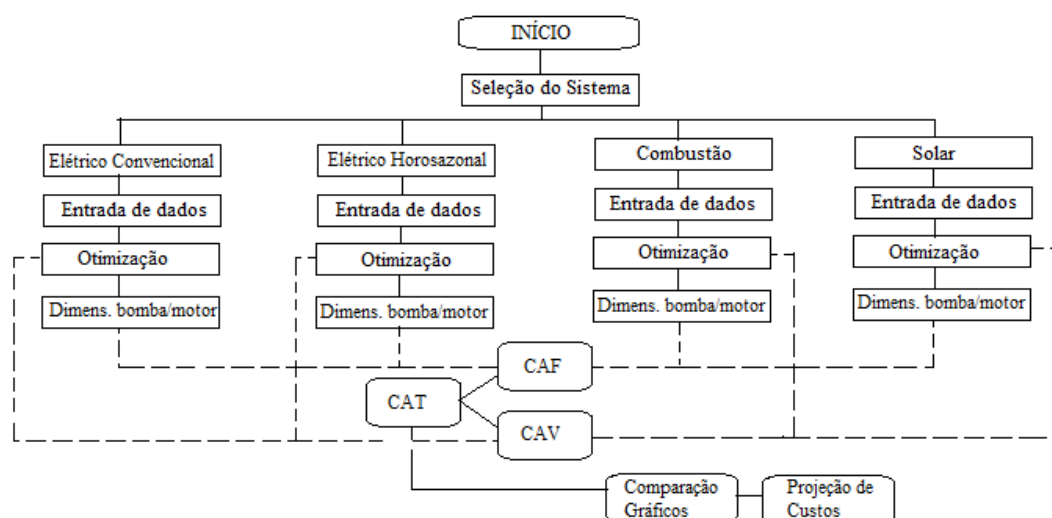 INÍCIO
Seleção do Sistema
Elétrico Convencional
Elétrico Horosazonal
Combustão
Solar
Entrada de dados
Entrada de dados
Entrada de dados
Entrada de dados
Otimização
Otimização
Otimização
Otimização
Dimens. bomba/motor
Dimens. bomba/motor
Dimens. bomba/motor
Dimens. bomba/motor
CAF
CAT
CAV
Comparação
Gráficos
Projeção de
Custos